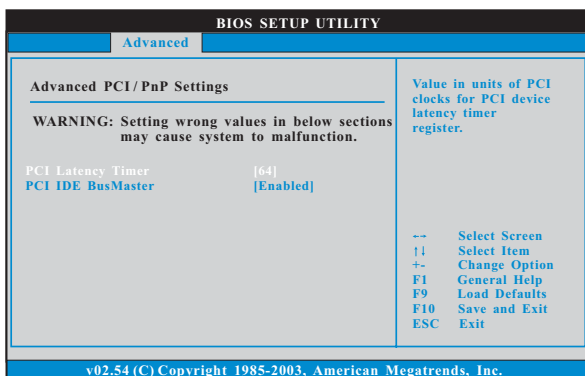 BIOS SETUP UTILITY
Advanced
Advanced PCI / PnP Settings
WARNING: Setting wrong values in below sections
may cause system to malfunction.
PCI Latency Timer [64]
PCI IDE BusMaster [Enabled]
Value in units of PCI
clocks for PCI device
latency timer
register.
←→ Select Screen
↑↓ Select Item
+- Change Option
F1 General Help
F9 Load Defaults
F10 Save and Exit
ESC Exit
v02.54 (C) Copyright 1985-2003, American Megatrends, Inc.